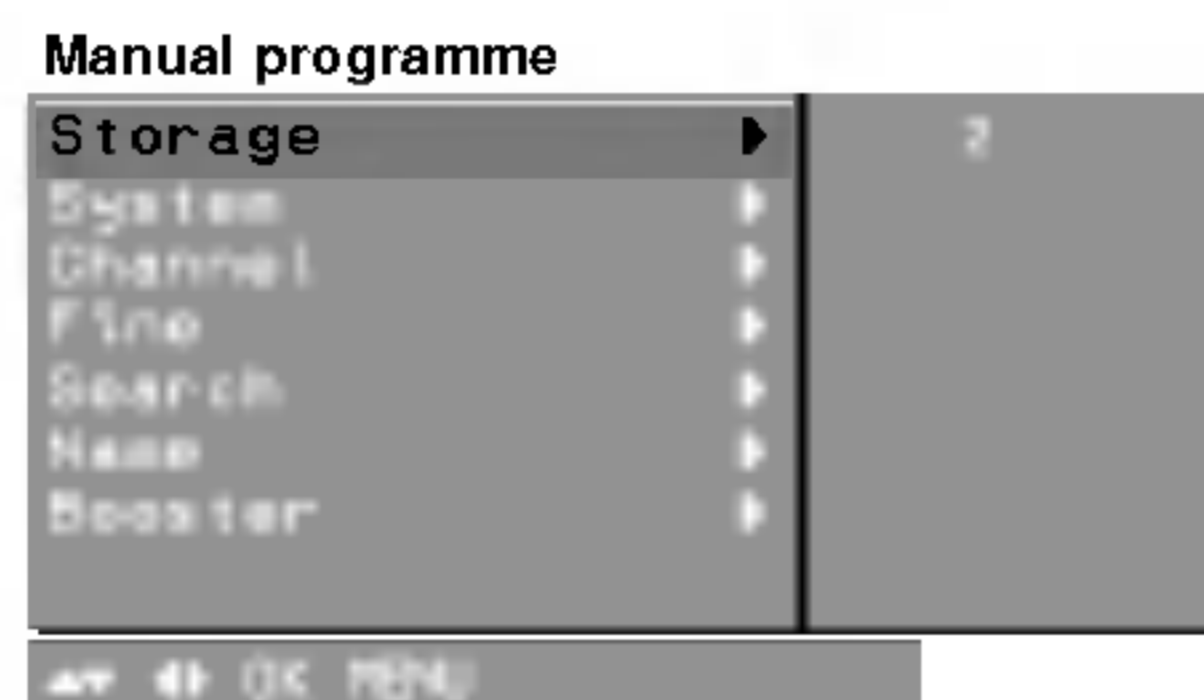 Manual programme
Storage ▶ 2
System ▶
Channel ▶
Fine ▶
Search ▶
Name ▶
Booster ▶
▲▼ ◀▶ OK MENU